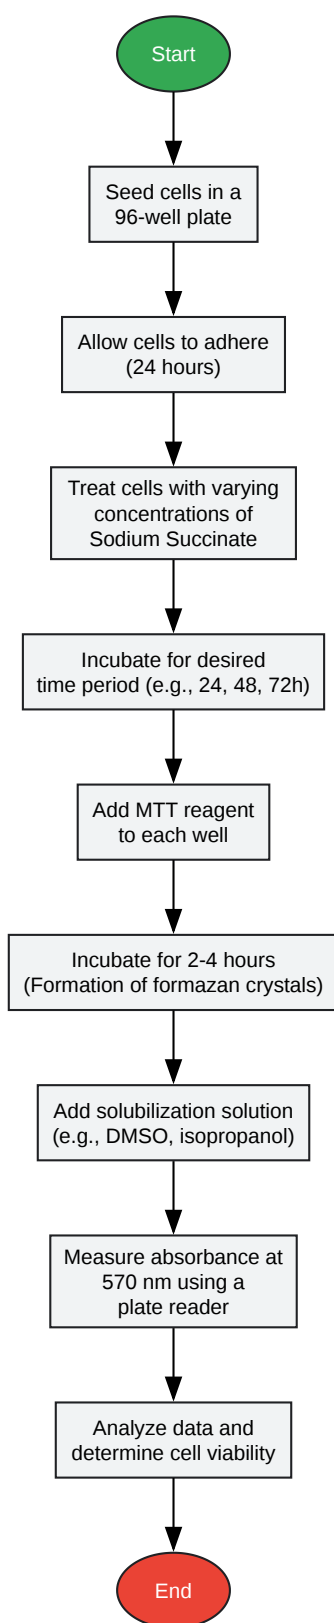 Start
Seed cells in a
96-well plate
Allow cells to adhere
(24 hours)
Treat cells with varying
concentrations of
Sodium Succinate
Incubate for desired
time period (e.g., 24, 48, 72h)
Add MTT reagent
to each well
Incubate for 2-4 hours
(Formation of formazan crystals)
Add solubilization solution
(e.g., DMSO, isopropanol)
Measure absorbance at
570 nm using a
plate reader
Analyze data and
determine cell viability
End